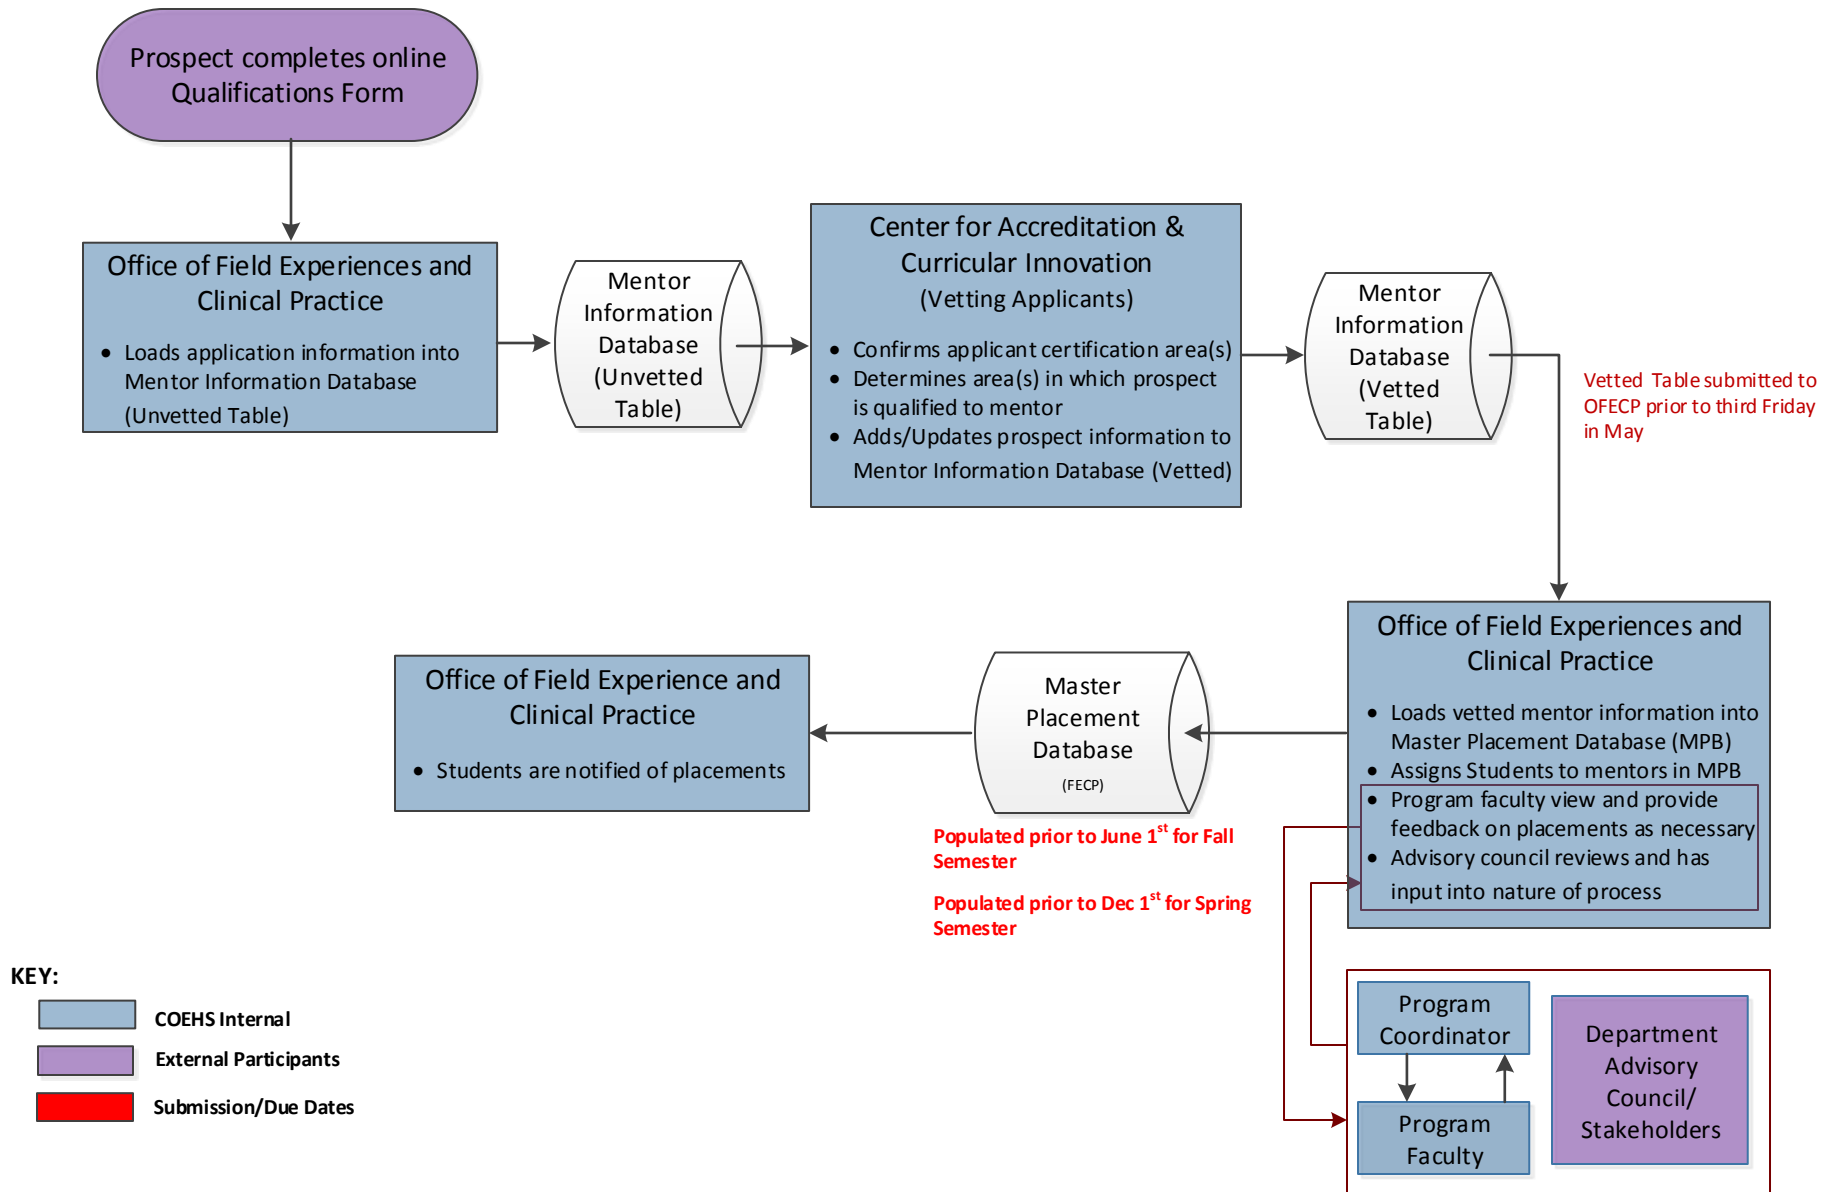 Prospect completes online
Qualifications Form
Office of Field Experiences and
Clinical Practice
• Loads application information into
Mentor Information Database
(Unvetted Table)
Mentor
Information
Database
(Unvetted
Table)
Center for Accreditation &
Curricular Innovation
(Vetting Applicants)
• Confirms applicant certification area(s)
• Determines area(s) in which prospect
is qualified to mentor
• Adds/Updates prospect information to
Mentor Information Database (Vetted)
Mentor
Information
Database
(Vetted
Table)
Vetted Table submitted to
OFECP prior to third Friday
in May
Office of Field Experiences and
Clinical Practice
• Loads vetted mentor information into
Master Placement Database (MPB)
• Assigns Students to mentors in MPB
• Program faculty view and provide
feedback on placements as necessary
• Advisory council reviews and has
input into nature of process
Master
Placement
Database
(FECP)
Populated prior to June 1st for Fall
Semester
Populated prior to Dec 1st for Spring
Semester
Office of Field Experience and
Clinical Practice
• Students are notified of placements
Program
Coordinator
Program
Faculty
Department
Advisory
Council/
Stakeholders
KEY:
COEHS Internal
External Participants
Submission/Due Dates